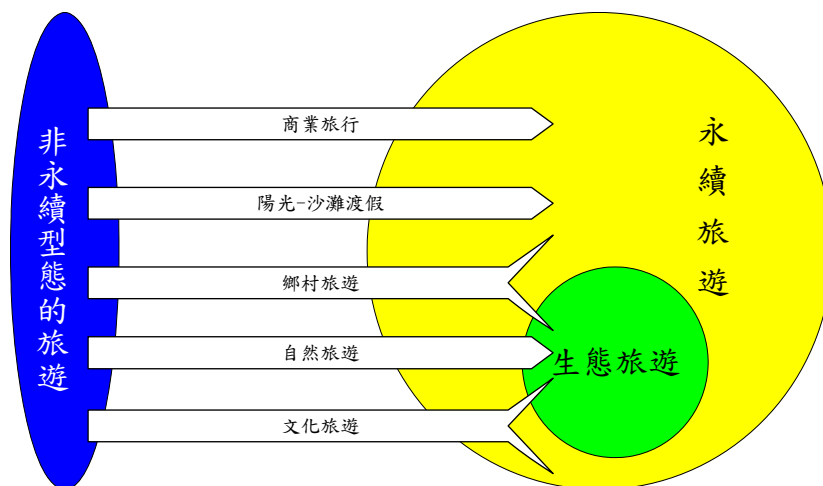 非永續型態的旅遊
商業旅行
陽光-沙灘渡假
鄉村旅遊
自然旅遊
文化旅遊
永續旅遊
生態旅遊